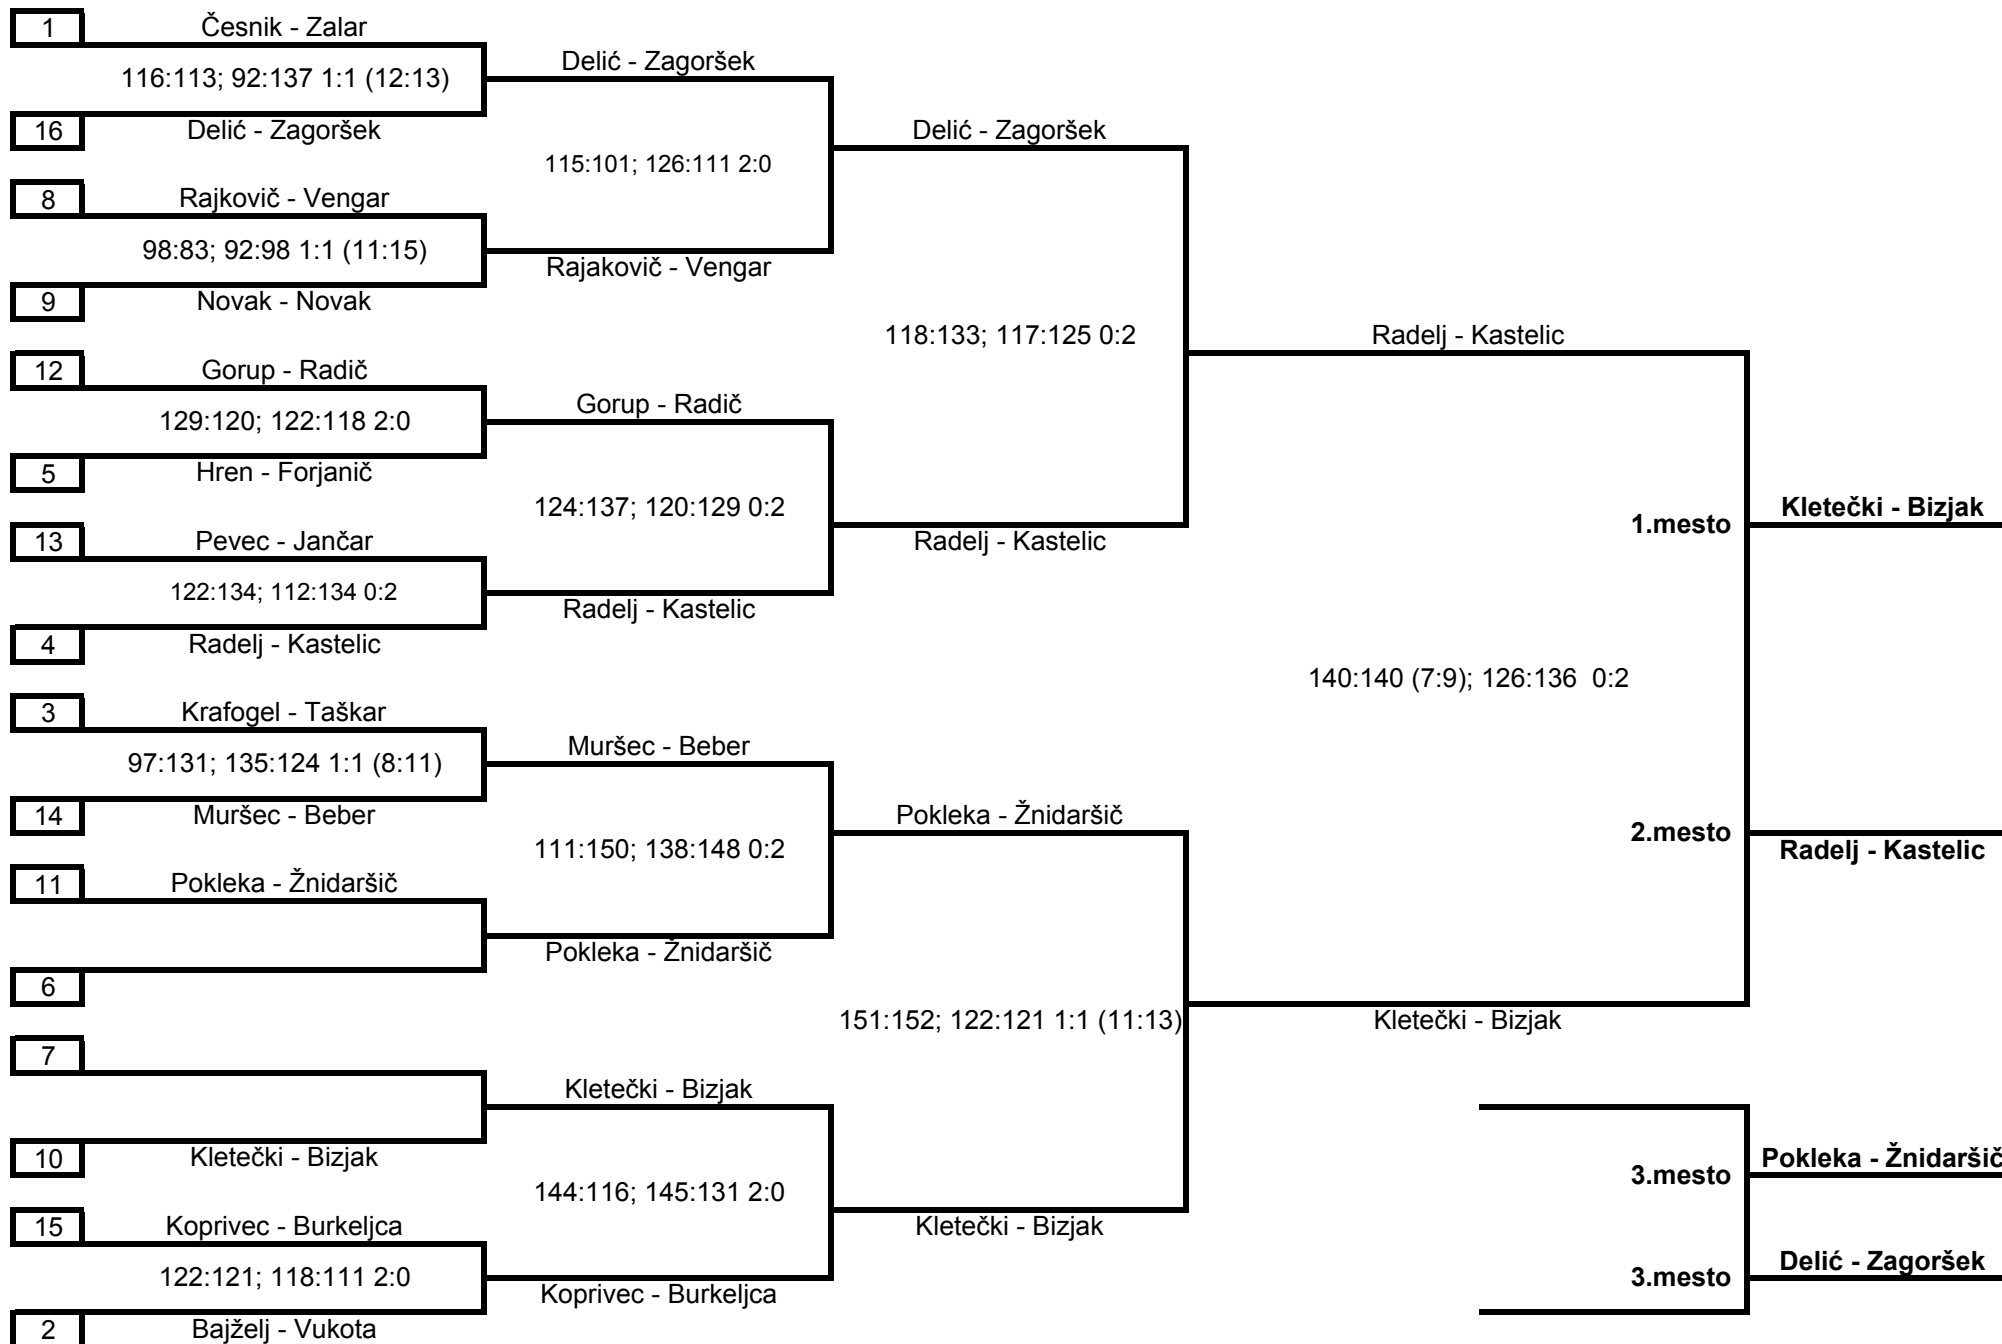 1
Česnik - Zalar
116:113; 92:137 1:1 (12:13)
16
Delić - Zagoršek
8
Rajkovič - Vengar
98:83; 92:98 1:1 (11:15)
9
Novak - Novak
12
Gorup - Radič
129:120; 122:118 2:0
5
Hren - Forjanič
13
Pevec - Jančar
122:134; 112:134 0:2
4
Radelj - Kastelic
3
Krafogel - Taškar
97:131; 135:124 1:1 (8:11)
14
Muršec - Beber
11
Pokleka - Žnidaršič
6
7
10
Kletečki - Bizjak
15
Koprivec - Burkeljca
122:121; 118:111 2:0
2
Bajželj - Vukota
Delić - Zagoršek
115:101; 126:111 2:0
Rajakovič - Vengar
Gorup - Radič
124:137; 120:129 0:2
Radelj - Kastelic
Muršec - Beber
111:150; 138:148 0:2
Pokleka - Žnidaršič
Kletečki - Bizjak
144:116; 145:131 2:0
Koprivec - Burkeljca
Delić - Zagoršek
118:133; 117:125 0:2
Radelj - Kastelic
Pokleka - Žnidaršič
151:152; 122:121 1:1 (11:13)
Kletečki - Bizjak
Radelj - Kastelic
140:140 (7:9); 126:136  0:2
Kletečki - Bizjak
1.mesto
Kletečki - Bizjak
2.mesto
Radelj - Kastelic
3.mesto
Pokleka - Žnidaršič
3.mesto
Delić - Zagoršek